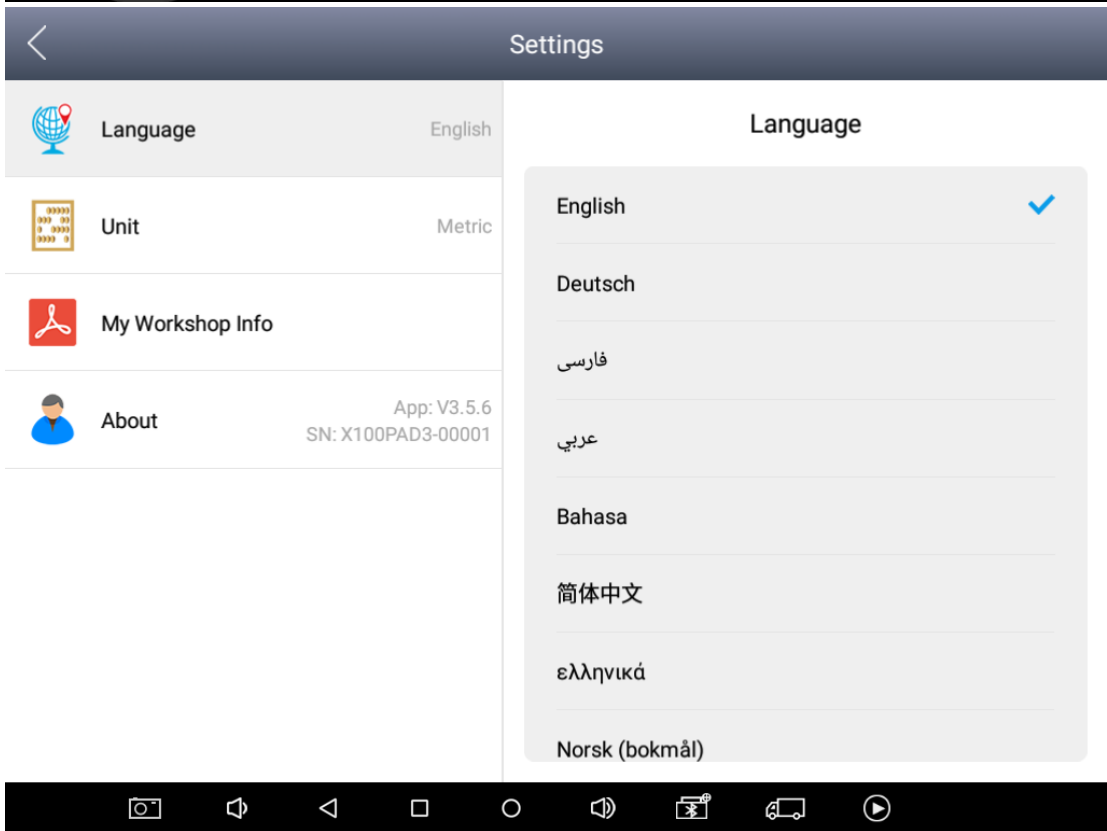 Settings
Language
English
Unit
Metric
My Workshop Info
About
App: V3.5.6
SN: X100PAD3-00001
Language
English
Deutsch
فارسی
عربي
Bahasa
简体中文
ελληνικά
Norsk (bokmål)